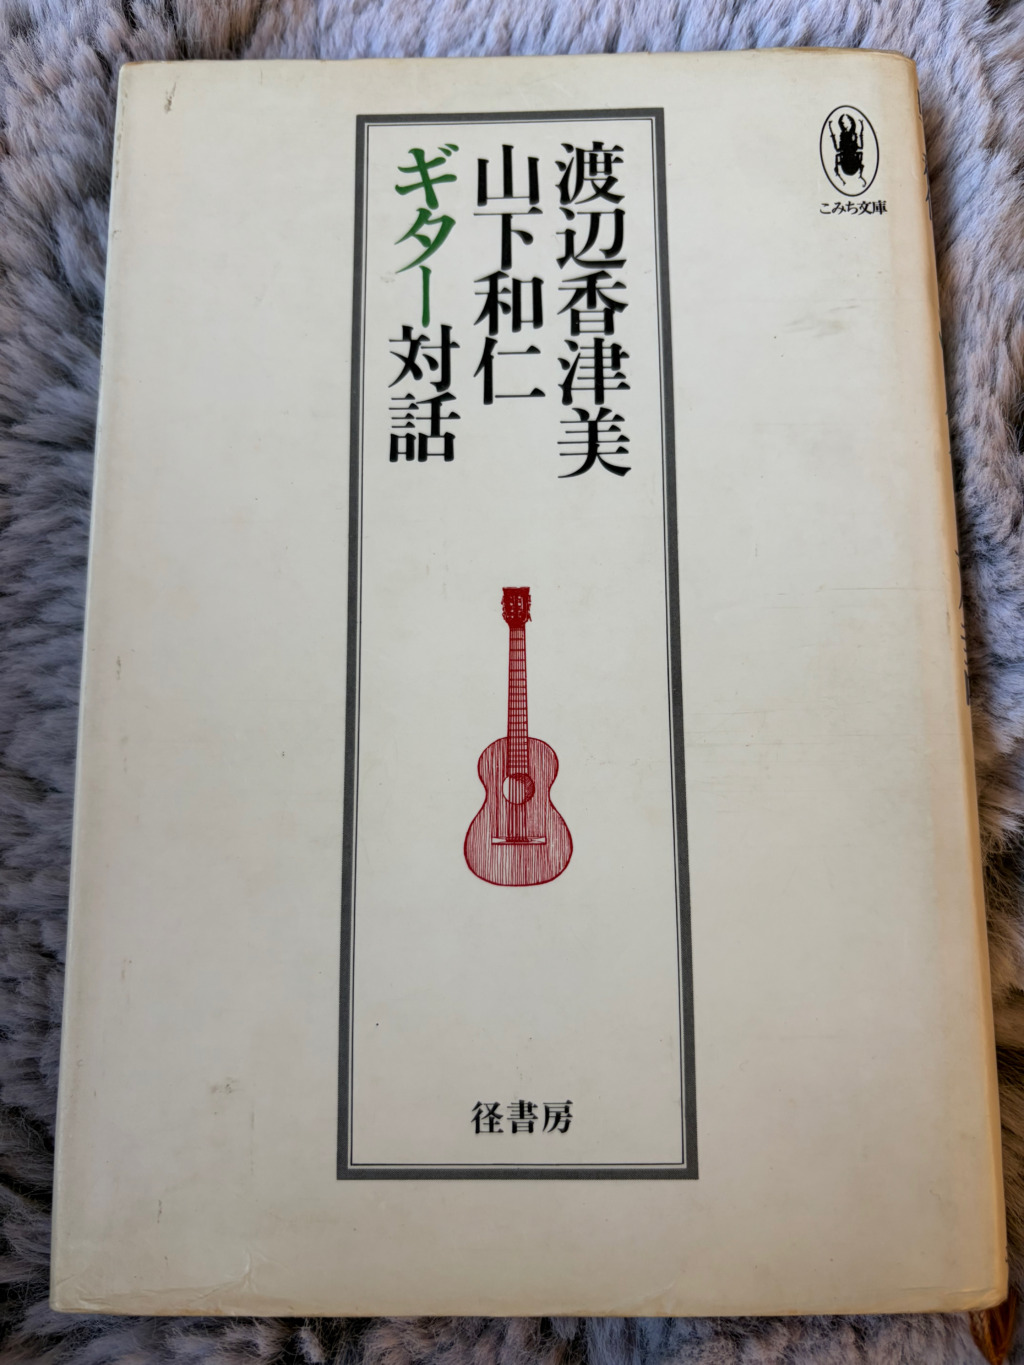 渡辺香津美
山下和仁
ギター対話
こみち文庫
径書房